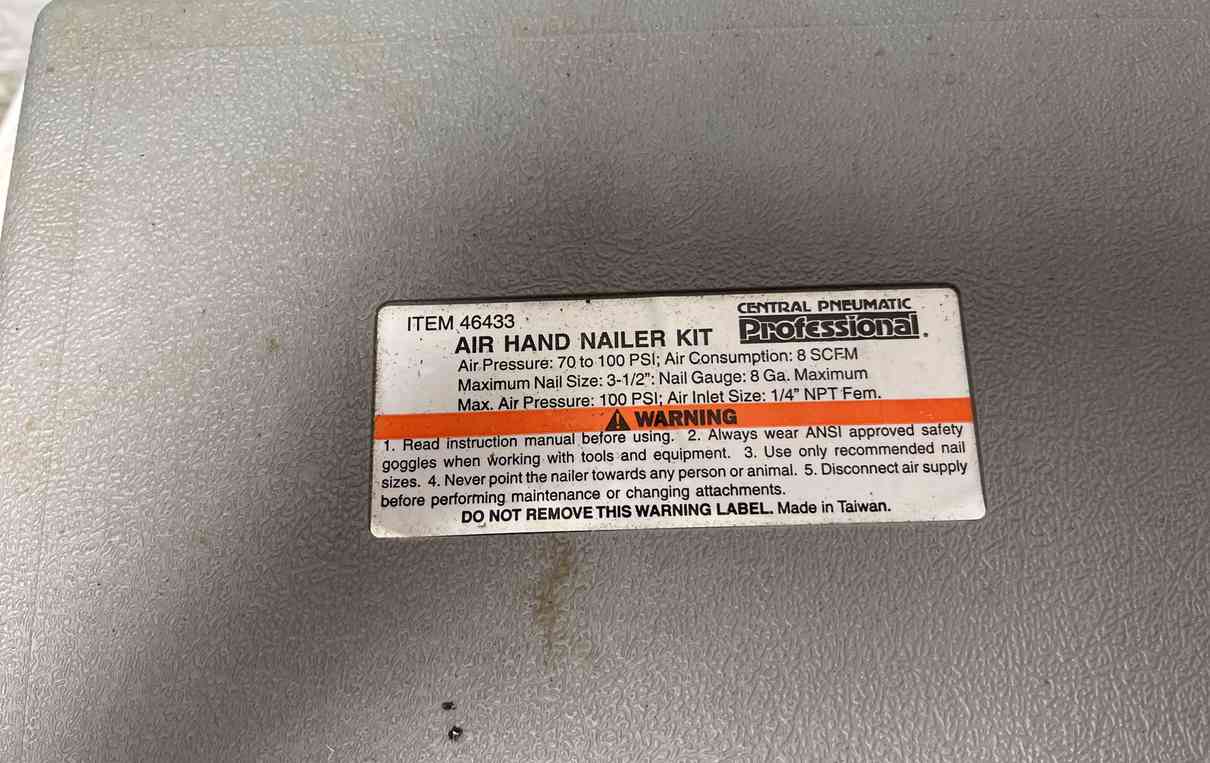 ITEM 46433
CENTRAL PNEUMATIC
Professional.
AIR HAND NAILER KIT
Air Pressure: 70 to 100 PSI; Air Consumption: 8 SCFM
Maximum Nail Size: 3-1/2": Nail Gauge: 8 Ga. Maximum
Max. Air Pressure: 100 PSI; Air Inlet Size: 1/4" NPT Fem.
WARNING
1. Read instruction manual before using. 2. Always wear ANSI approved safety
goggles when working with tools and equipment. 3. Use only recommended nail
sizes. 4. Never point the nailer towards any person or animal. 5. Disconnect air supply
before performing maintenance or changing attachments.
DO NOT REMOVE THIS WARNING LABEL. Made in Taiwan.